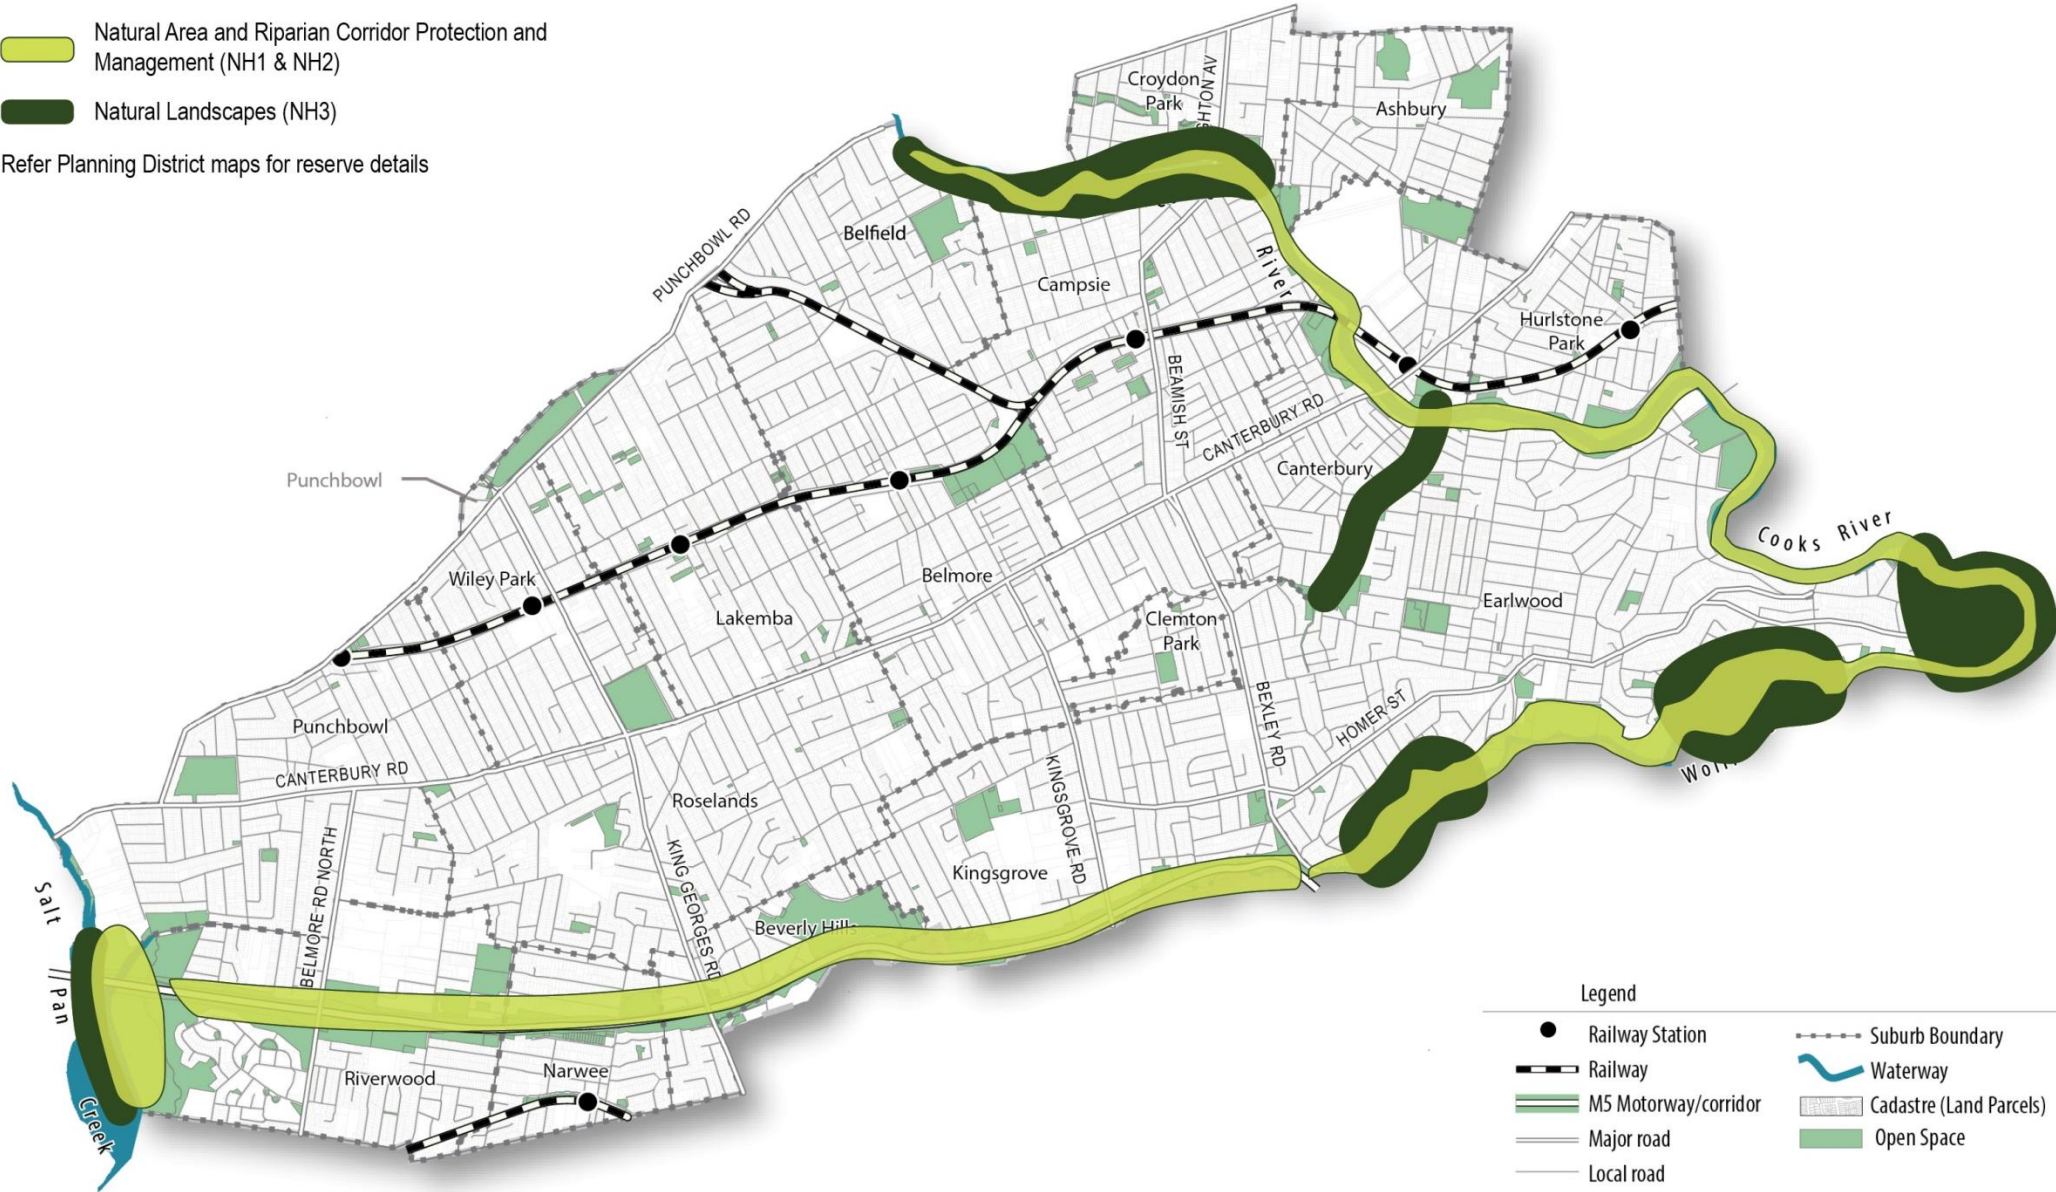 Natural Area and Riparian Corridor Protection and
Management (NH1 & NH2)
Natural Landscapes (NH3)
Refer Planning District maps for reserve details
Croydon
Park
Ashbury
PUNCHBOWL RD
Belfield
Campsie
River
Hurlstone
Park
BEAMISH ST
CANTERBURY RD
Canterbury
Punchbowl
Cooks River
Wiley Park
Lakemba
Belmore
Clemton
Park
Earlwood
Punchbowl
CANTERBURY RD
BEXLEY RD
HOMER ST
Roselands
KINGSGROVE RD
Kingsgrove
BELMORE RD NORTH
KING GEORGES RD
Beverly Hills
Salt
Pan
Creek
Riverwood
Narwee
Legend
Railway Station
Railway
M5 Motorway/corridor
Major road
Local road
Suburb Boundary
Waterway
Cadastre (Land Parcels)
Open Space